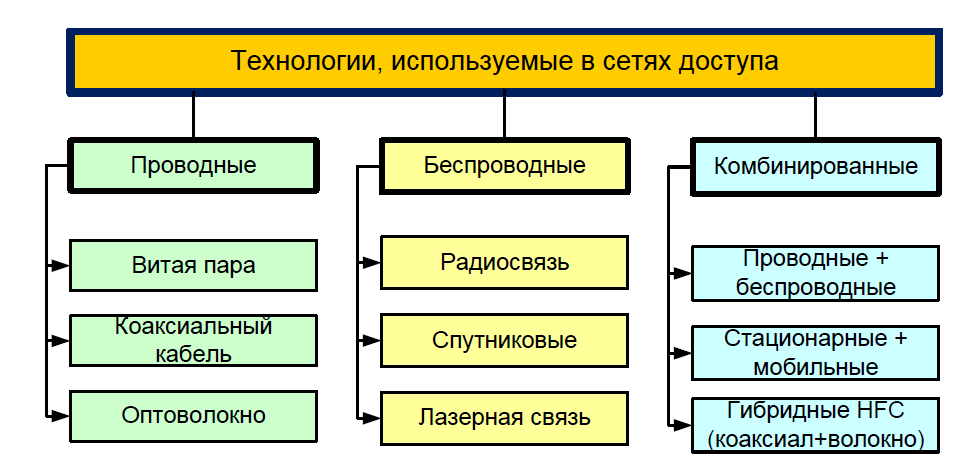 Технологии, используемые в сетях доступа
Проводные
Витая пара
Коаксиальный
кабель
Оптоволокно
Беспроводные
Радиосвязь
Спутниковые
Лазерная связь
Комбинированные
Проводные +
беспроводные
Стационарные +
мобильные
Гибридные HFC
(коаксиал+волокно)